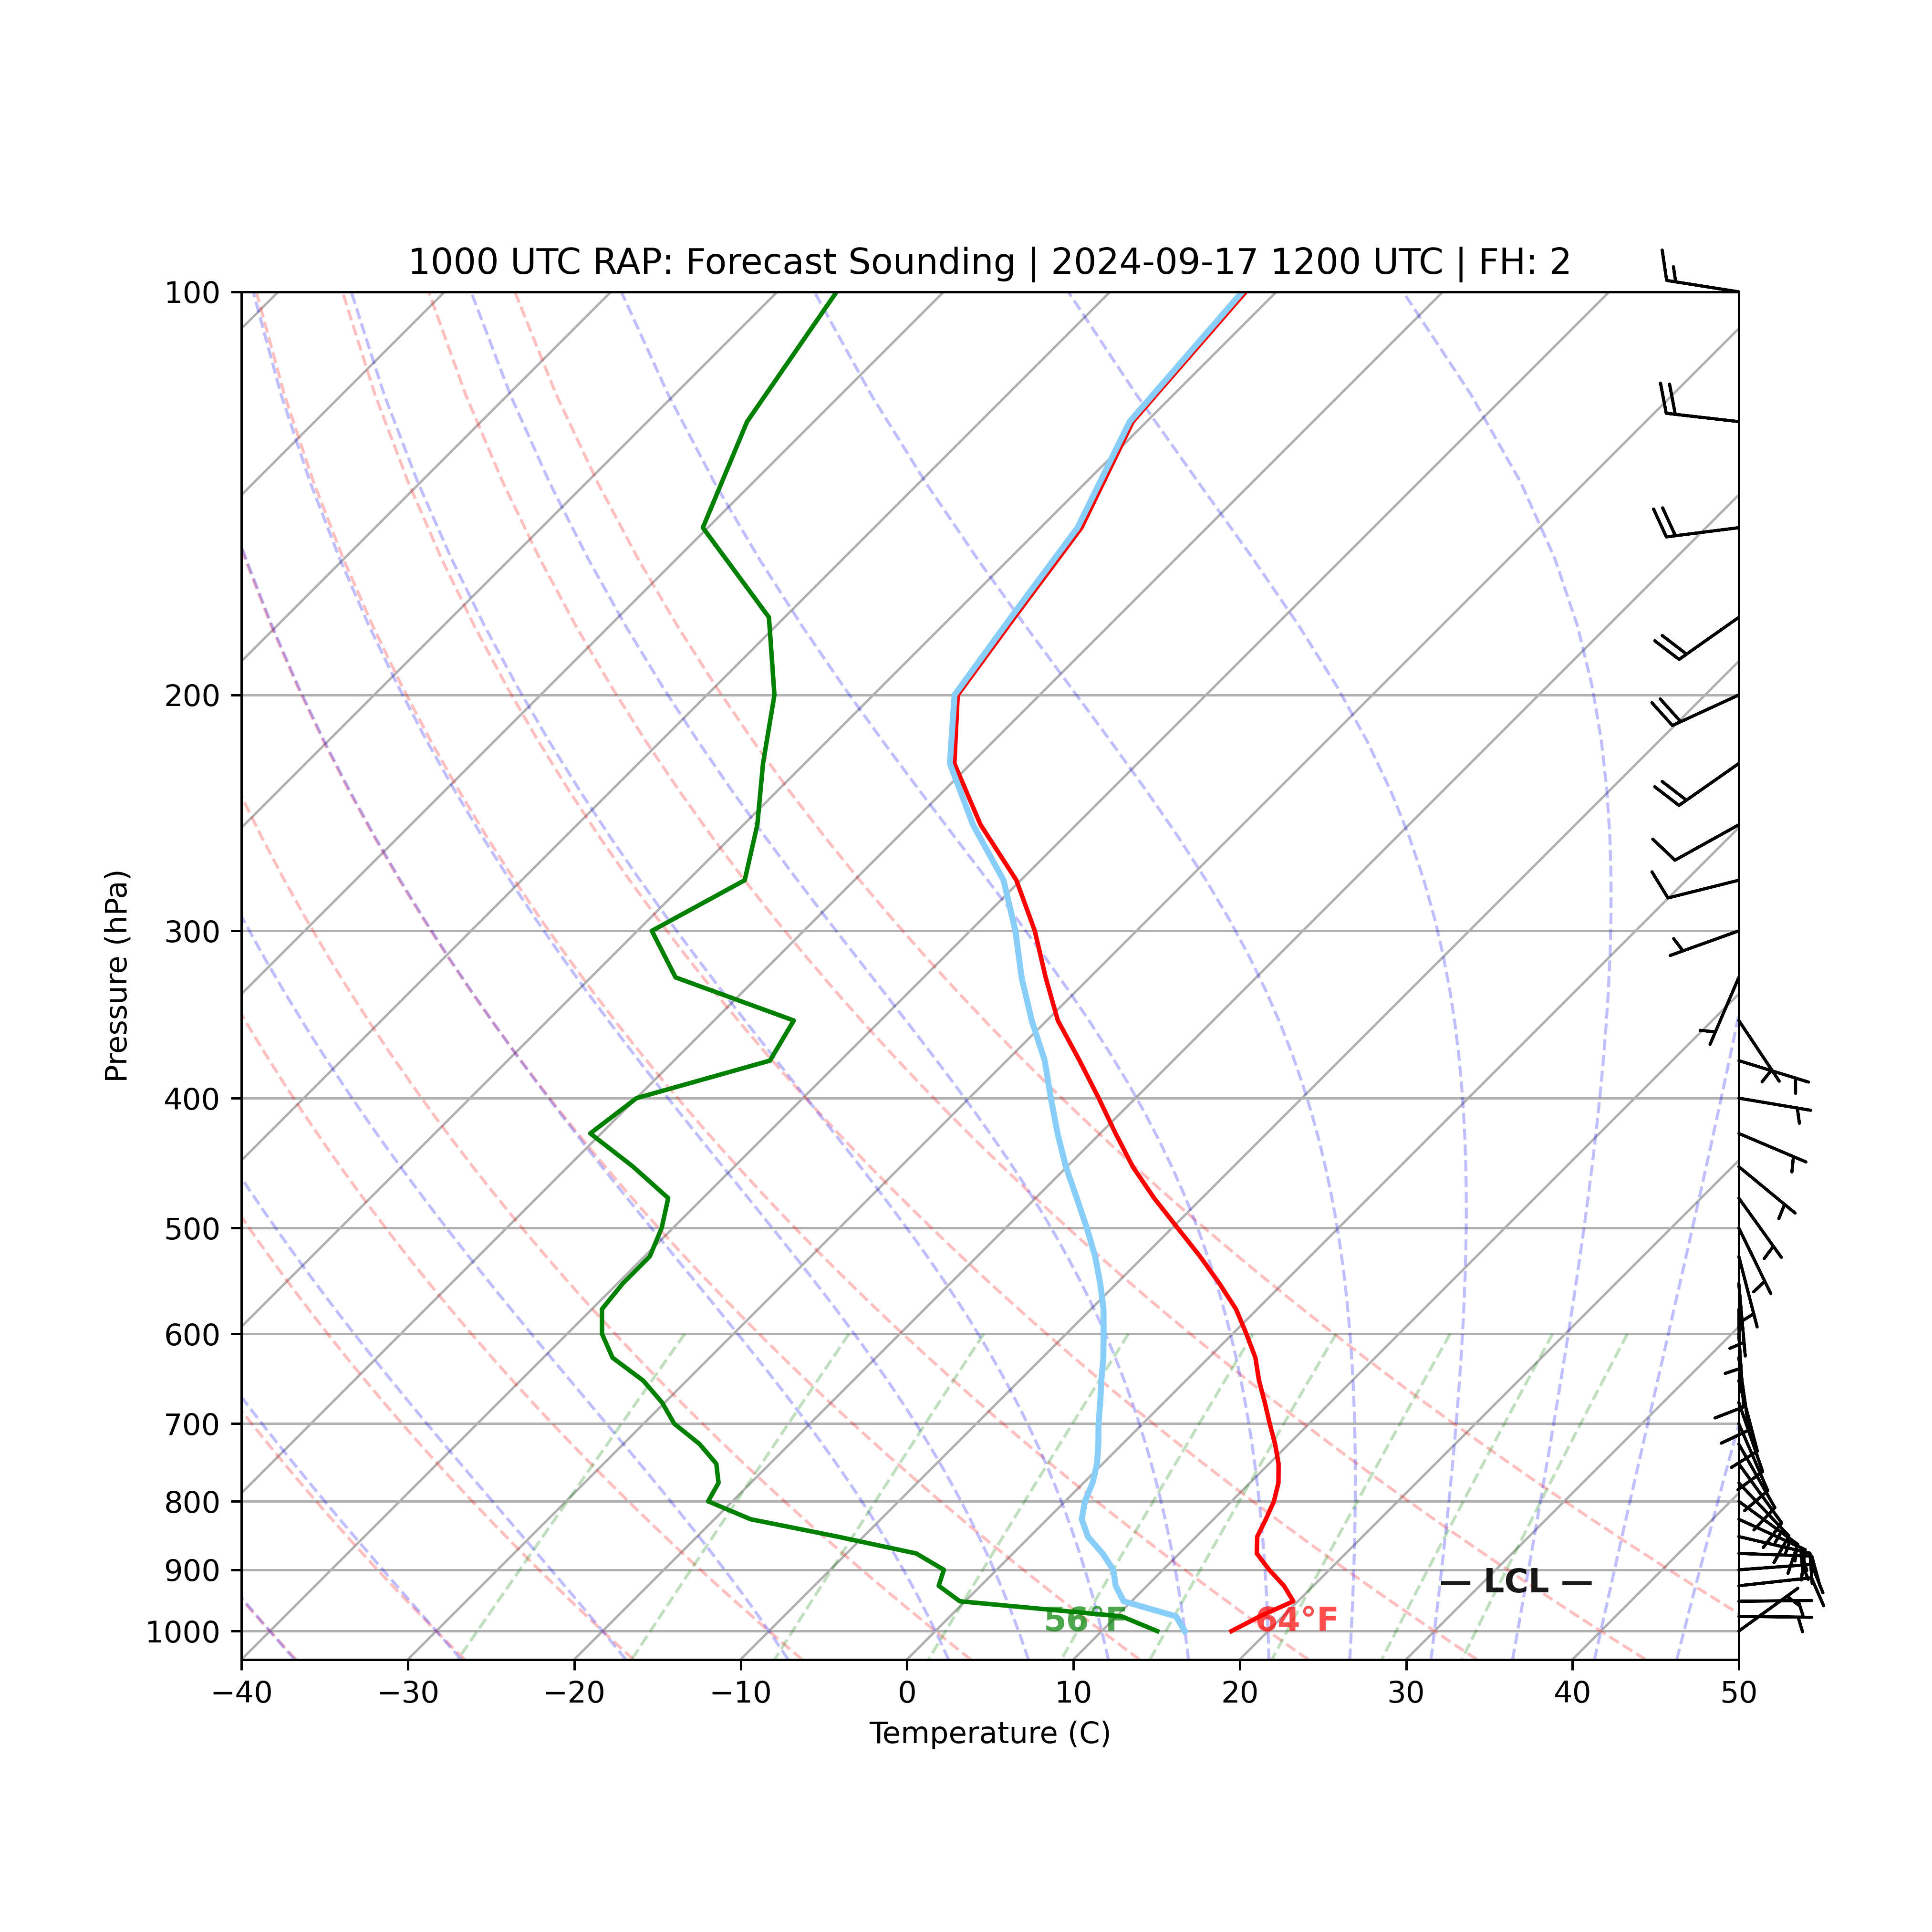 1000 UTC RAP: Forecast Sounding | 2024-09-17 1200 UTC | FH: 2
100
200
300
400
500
600
700
800
900
1000
Pressure (hPa)
— LCL —
56°F
64°F
−40 −30 −20 −10 0 10 20 30 40 50
Temperature (C)